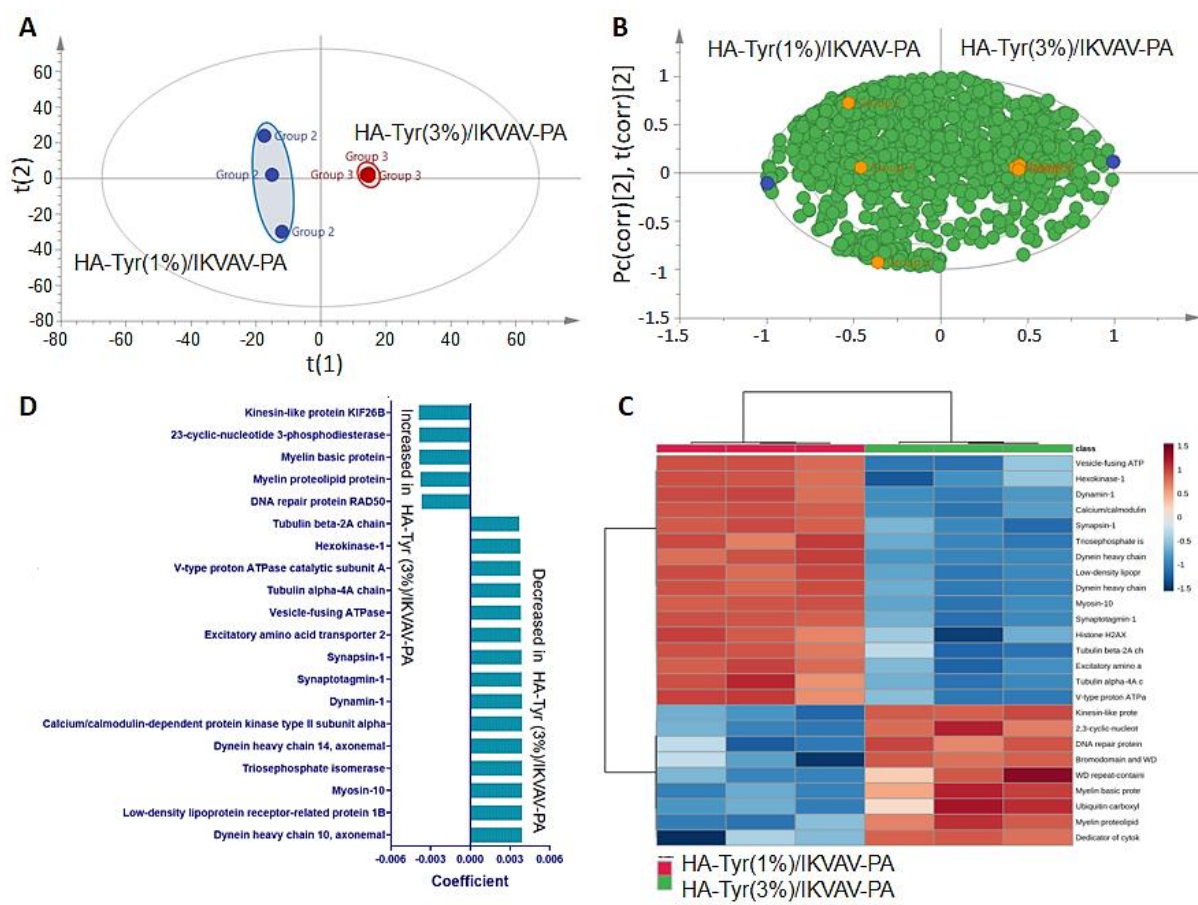 A
60
40
20
0
-20
-40
-60
-80
-80
-60
-40
-20
0
20
40
60
t(2)
t(1)
Group 2
Group 2
Group 2
HA-Tyr(3%)/IKVAV-PA
Group 3
Group 3
Group 3
HA-Tyr(1%)/IKVAV-PA
B
HA-Tyr(1%)/IKVAV-PA
HA-Tyr(3%)/IKVAV-PA
Pc(corr)[2], t(corr)[2]
1
0.5
0
-0.5
-1
-1.5
-1.5
-1
-0.5
0
0.5
1
D
Kinesin-like protein KIF26B
23-cyclic-nucleotide 3-phosphodiesterase
Myelin basic protein
Myelin proteolipid protein
DNA repair protein RAD50
Tubulin beta-2A chain
Hexokinase-1
V-type proton ATPase catalytic subunit A
Tubulin alpha-4A chain
Vesicle-fusing ATPase
Excitatory amino acid transporter 2
Synapsin-1
Synaptotagmin-1
Dynamin-1
Calcium/calmodulin-dependent protein kinase type II subunit alpha
Dynein heavy chain 14, axonemal
Triosephosphate isomerase
Myosin-10
Low-density lipoprotein receptor-related protein 1B
Dynein heavy chain 10, axonemal
Increased in HA-Tyr (3%)/IKVAV-PA
Decreased in HA-Tyr (3%)/IKVAV-PA
-0.006
-0.003
0.000
0.003
0.006
Coefficient
C
class
Vesicle-fusing ATP
Hexokinase-1
Dynamin-1
Calcium/calmodulin
Synapsin-1
Triosephosphate is
Dynein heavy chain
Low-density lipopr
Dynein heavy chain
Myosin-10
Synaptotagmin-1
Histone H2AX
Tubulin beta-2A ch
Excitatory amino a
Tubulin alpha-4A c
V-type proton ATPa
Kinesin-like prote
2,3-cyclic-nucleot
DNA repair protein
Bromodomain and WD
WD repeat-containi
Myelin basic prote
Ubiquitin carboxyl
Myelin proteolipid
Dedicator of cytok
1.5
1
0.5
0
-0.5
-1
-1.5
HA-Tyr(1%)/IKVAV-PA
HA-Tyr(3%)/IKVAV-PA